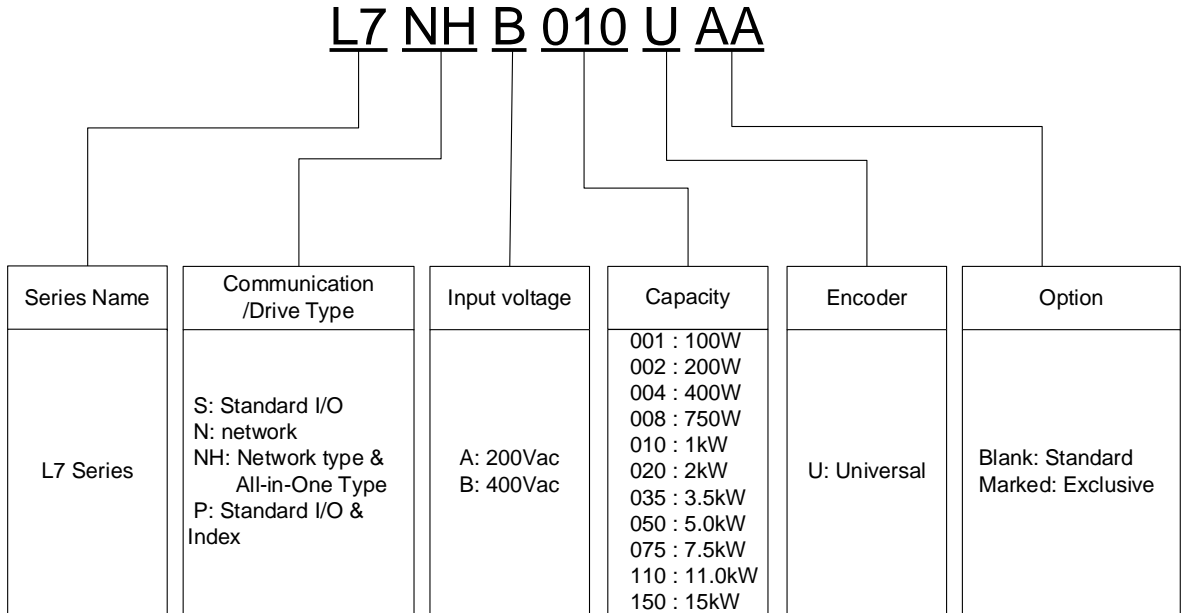 L7 NH B 010 U AA
Series Name
L7 Series
Communication
/Drive Type
S: Standard I/O
N: network
NH: Network type &
All-in-One Type
P: Standard I/O &
Index
Input voltage
A: 200Vac
B: 400Vac
Capacity
001 : 100W
002 : 200W
004 : 400W
008 : 750W
010 : 1kW
020 : 2kW
035 : 3.5kW
050 : 5.0kW
075 : 7.5kW
110 : 11.0kW
150 : 15kW
Encoder
U: Universal
Option
Blank: Standard
Marked: Exclusive